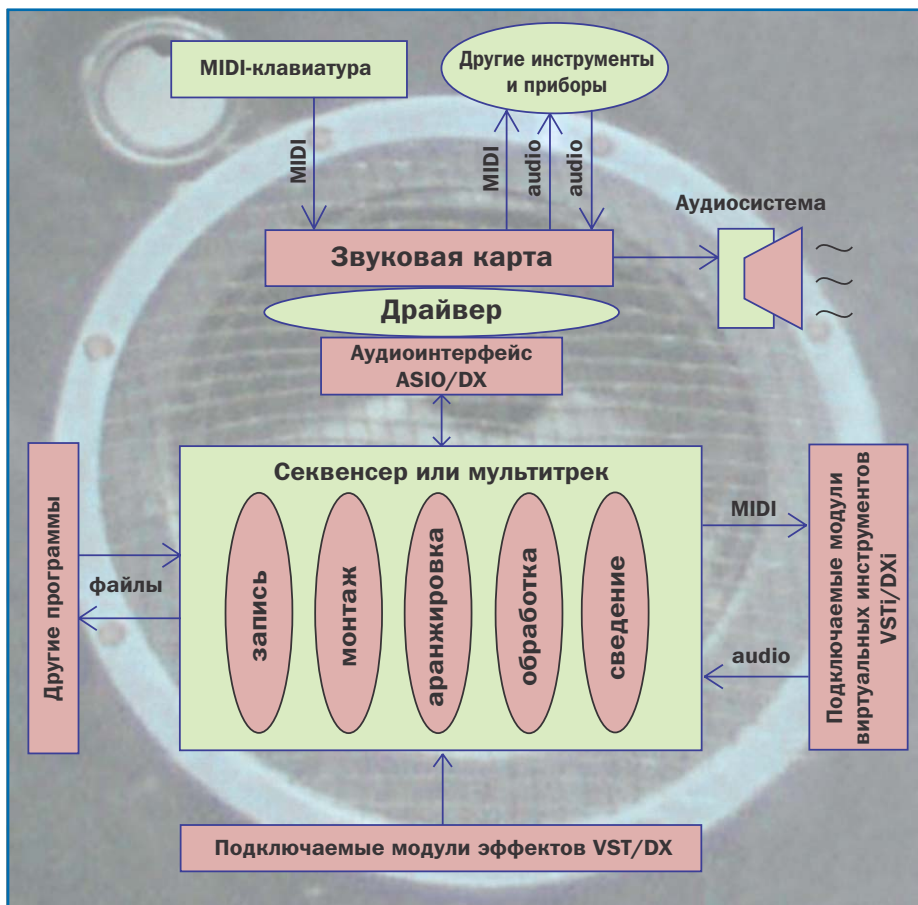 MIDI-клавиатура
Другие инструменты
и приборы
MIDI
MIDI
audio
audio
Аудиосистема
Звуковая карта
Драйвер
Аудиоинтерфейс
ASIO/DX
Секвенсер или мультитрек
запись
монтаж
аранжировка
обработка
сведение
Другие программы
файлы
MIDI
audio
Подключаемые модули
виртуальных инструментов
VSTi/DXi
Подключаемые модули эффектов VST/DX